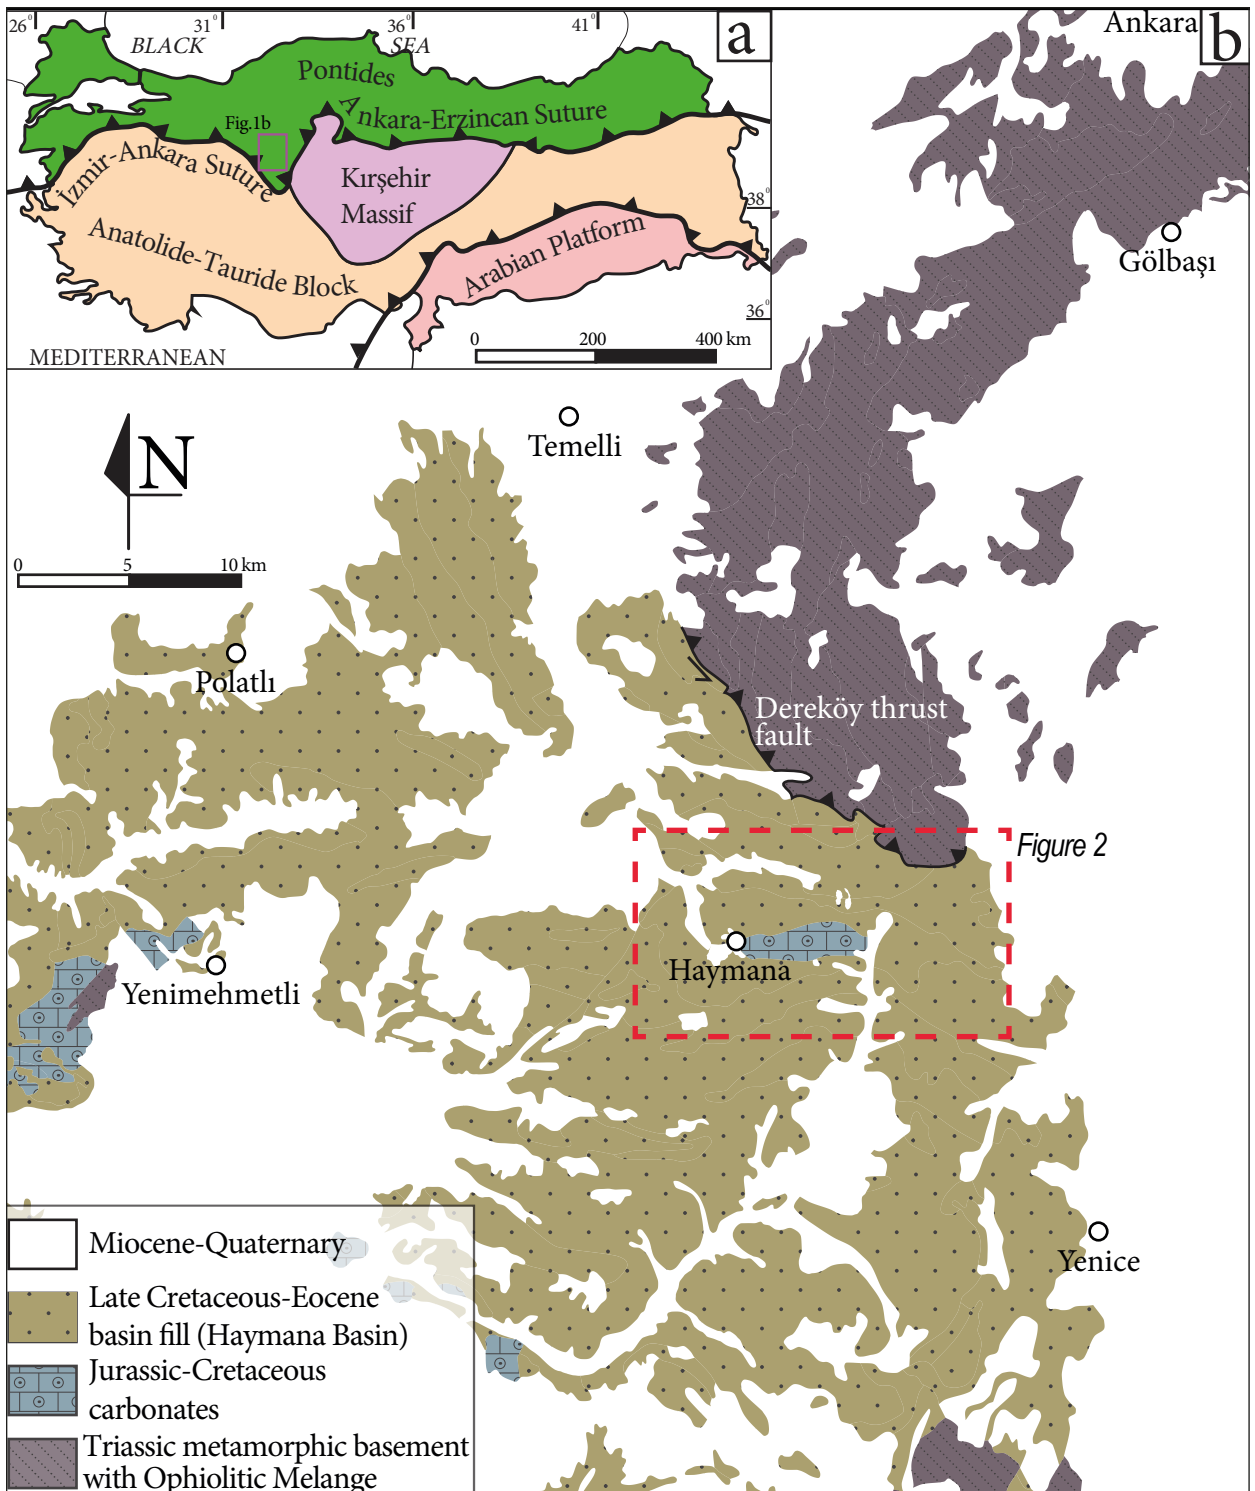 26° 31° 36° 41°
BLACK SEA
a
Pontides
Ankara-Erzincan Suture
Fig.1b
İzmir-Ankara Suture
Kırşehir
Massif
38°
Anatolide-Tauride Block
Arabian Platform
36°
0 200 400 km
MEDITERRANEAN
Ankara
b
Gölbaşı
Temelli
N
0 5 10 km
Polatlı
Dereköy thrust
fault
Figure 2
Haymana
Yenimehmetli
Yenice
Miocene-Quaternary
Late Cretaceous-Eocene
basin fill (Haymana Basin)
Jurassic-Cretaceous
carbonates
Triassic metamorphic basement
with Ophiolitic Melange